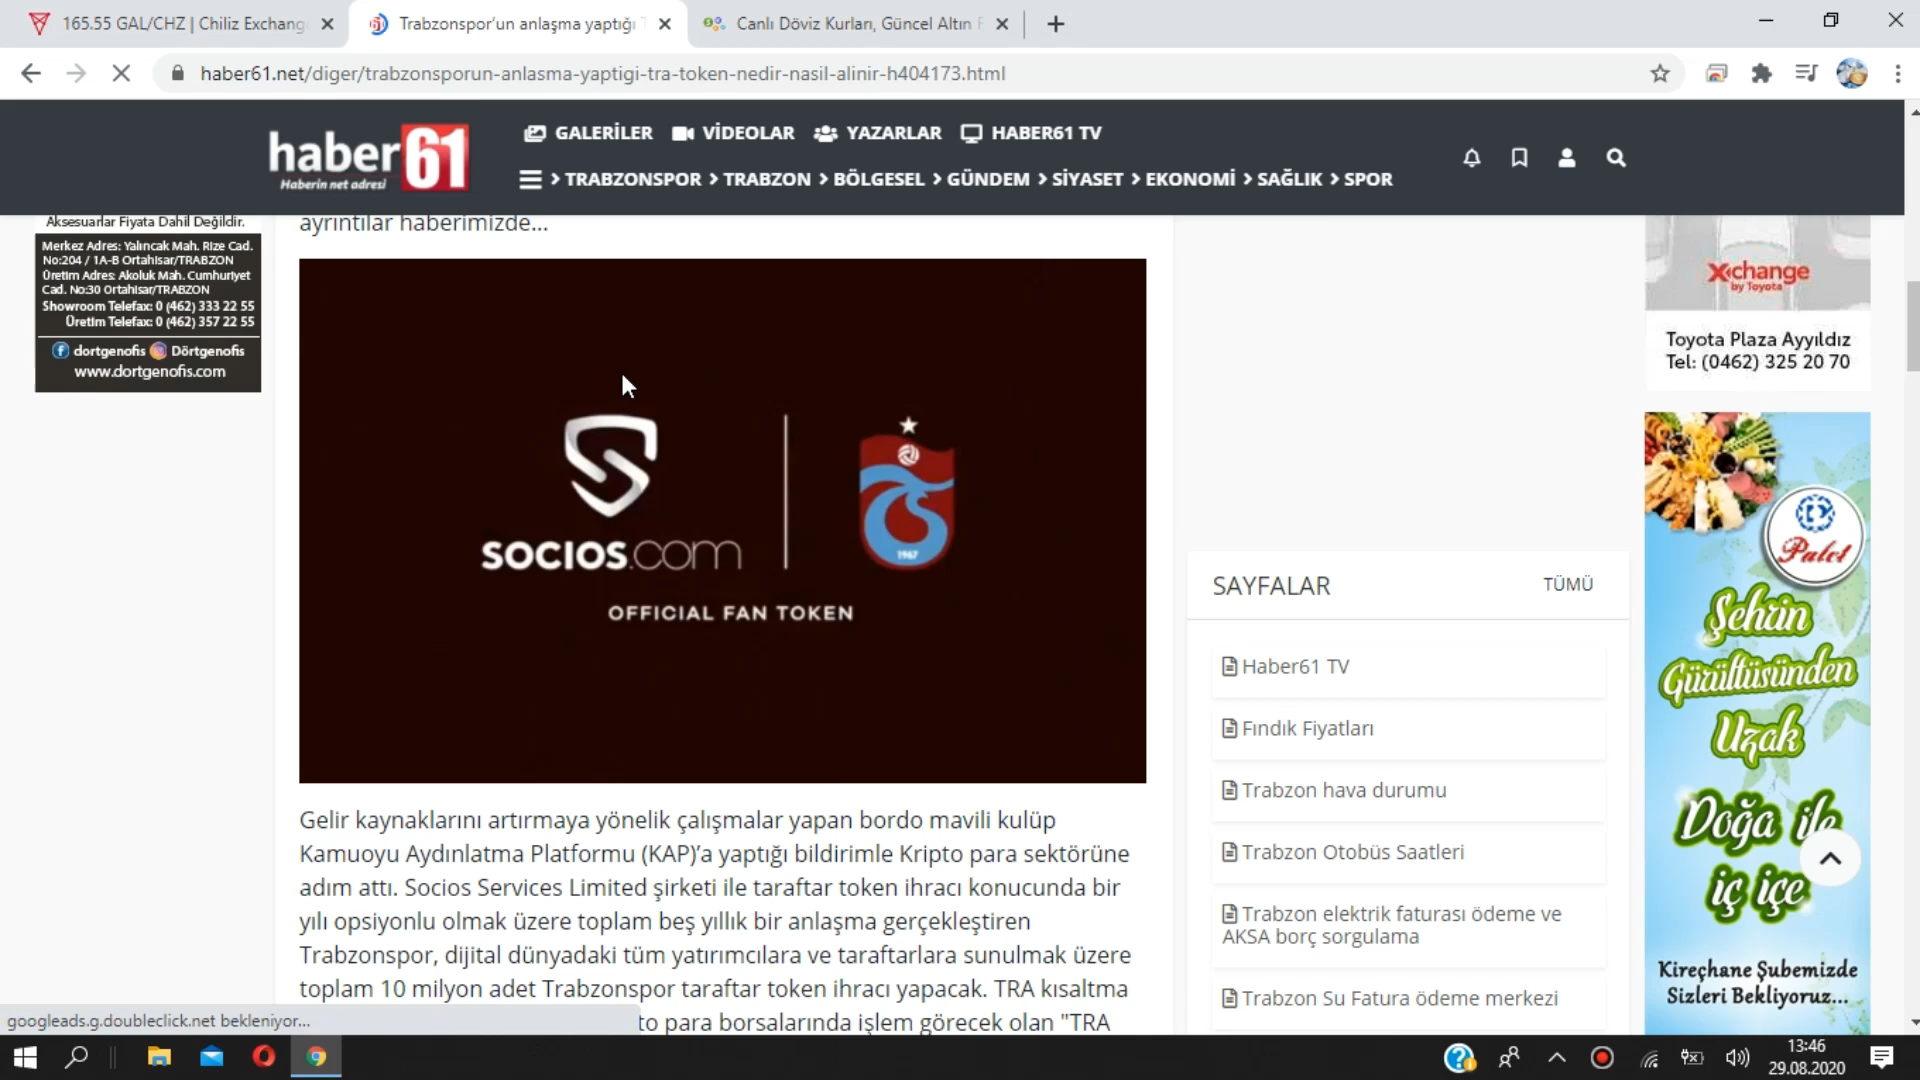 165.55 GAL/CHZ | Chiliz Exchang
Trabzonspor'un anlaşma yaptığı T
Canlı Döviz Kurları, Güncel Altın F
haber61.net/diger/trabzonsporun-anlasma-yaptigi-tra-token-nedir-nasil-alinir-h404173.html
haber61
Haberin net adresi
GALERİLER VİDEOLAR YAZARLAR HABER61 TV
> TRABZONSPOR > TRABZON > BÖLGESEL > GÜNDEM > SİYASET > EKONOMİ > SAĞLIK > SPOR
Aksesuarlar Fiyata Dahil Değildir.
Merkez Adres: Yalıncak Mah. Rize Cad.
No:204 / 1A-B Ortahisar/TRABZON
Üretim Adres: Akoluk Mah. Cumhuriyet
Cad. No:30 Ortahisar/TRABZON
Showroom Telefax: 0 (462) 333 22 55
Üretim Telefax: 0 (462) 357 22 55
dortgenofis Dörtgenofis
www.dortgenofis.com
ayrıntılar haberimizde...
SOCIOS.com
1967
OFFICIAL FAN TOKEN
Gelir kaynaklarını artırmaya yönelik çalışmalar yapan bordo mavili kulüp
Kamuoyu Aydınlatma Platformu (KAP)'a yaptığı bildirimle Kripto para sektörüne
adım attı. Socios Services Limited şirketi ile taraftar token ihracı konucunda bir
yılı opsiyonlu olmak üzere toplam beş yıllık bir anlaşma gerçekleştiren
Trabzonspor, dijital dünyadaki tüm yatırımcılara ve taraftarlara sunulmak üzere
toplam 10 milyon adet Trabzonspor taraftar token ihracı yapacak. TRA kısaltma
to para borsalarında işlem görecek olan "TRA
SAYFALAR
TÜMÜ
Haber61 TV
Fındık Fiyatları
Trabzon hava durumu
Trabzon Otobüs Saatleri
Trabzon elektrik faturası ödeme ve
AKSA borç sorgulama
Trabzon Su Fatura ödeme merkezi
X-change
by Toyota
Toyota Plaza Ayyıldız
Tel: (0462) 325 20 70
Palet
Şehrin
Gürültüsünden
Uzak
Doğa ile
iç içe
Kireçhane Şubemizde
Sizleri Bekliyoruz...
googleads.g.doubleclick.net bekleniyor...
13:46
29.08.2020